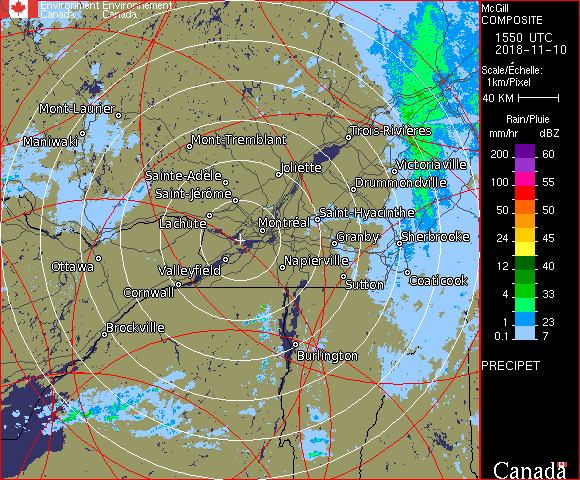 Environment Environnement
Canada Canada
McGill
COMPOSITE
1550 UTC
2018-11-10
Scale/Échelle:
1km/Pixel
40 KM
Rain/Pluie
mm/hr dBZ
200 60
100 55
50 50
24 45
12 40
4 33
1 23
0.1 7
PRECIPET
Canada
Mont-Laurier
Maniwaki
Mont-Tremblant
Trois-Rivières
Sainte-Adèle
Joliette
Victoriaville
Saint-Jérôme
Drummondville
Lachute
Montréal
Saint-Hyacinthe
Granby
Sherbrooke
Ottawa
Valleyfield
Napierville
Cornwall
Sutton
Coaticook
Brockville
Burlington